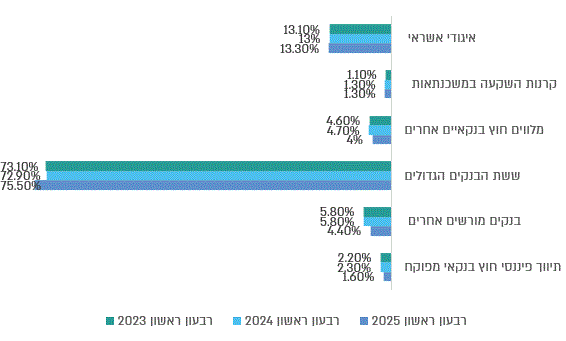 איגודי אשראי
13.10%
13%
13.30%
קרנות השקעה במשכנתאות
1.10%
1.30%
1.30%
מלווים חוץ בנקאיים אחרים
4.60%
4.70%
4%
ששת הבנקים הגדולים
73.10%
72.90%
75.50%
בנקים מורשים אחרים
5.80%
5.80%
4.40%
תיווך פיננסי חוץ בנקאי מפוקח
2.20%
2.30%
1.60%
רבעון ראשון 2025 רבעון ראשון 2024 רבעון ראשון 2023